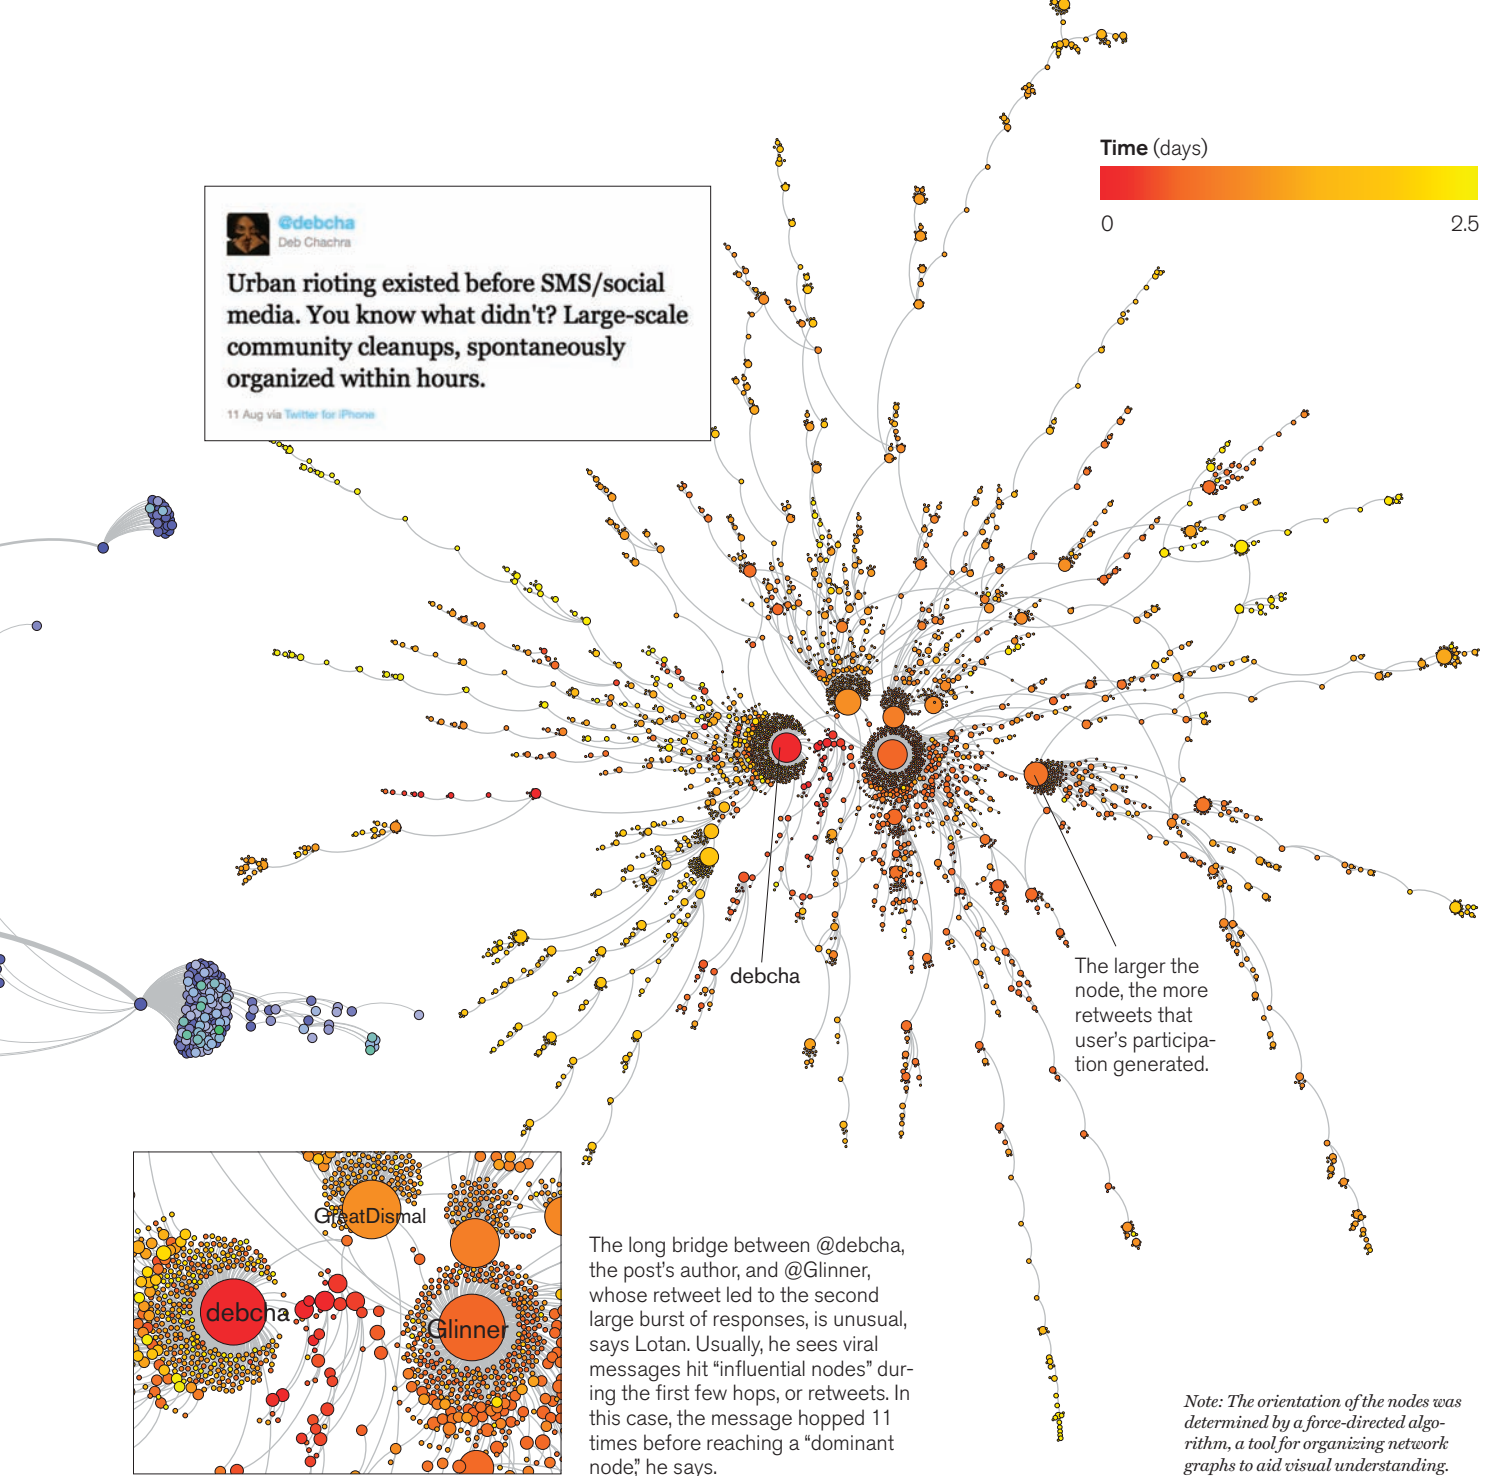 Time (days)
0
2.5
@debcha
Deb Chachra
Urban rioting existed before SMS/social
media. You know what didn't? Large-scale
community cleanups, spontaneously
organized within hours.
11 Aug via Twitter for iPhone
debcha
The larger the
node, the more
retweets that
user's participa-
tion generated.
GreatDismal
debcha
Glinner
The long bridge between @debcha,
the post's author, and @Glinner,
whose retweet led to the second
large burst of responses, is unusual,
says Lotan. Usually, he sees viral
messages hit “influential nodes” dur-
ing the first few hops, or retweets. In
this case, the message hopped 11
times before reaching a “dominant
node,” he says.
Note: The orientation of the nodes was
determined by a force-directed algo-
rithm, a tool for organizing network
graphs to aid visual understanding.